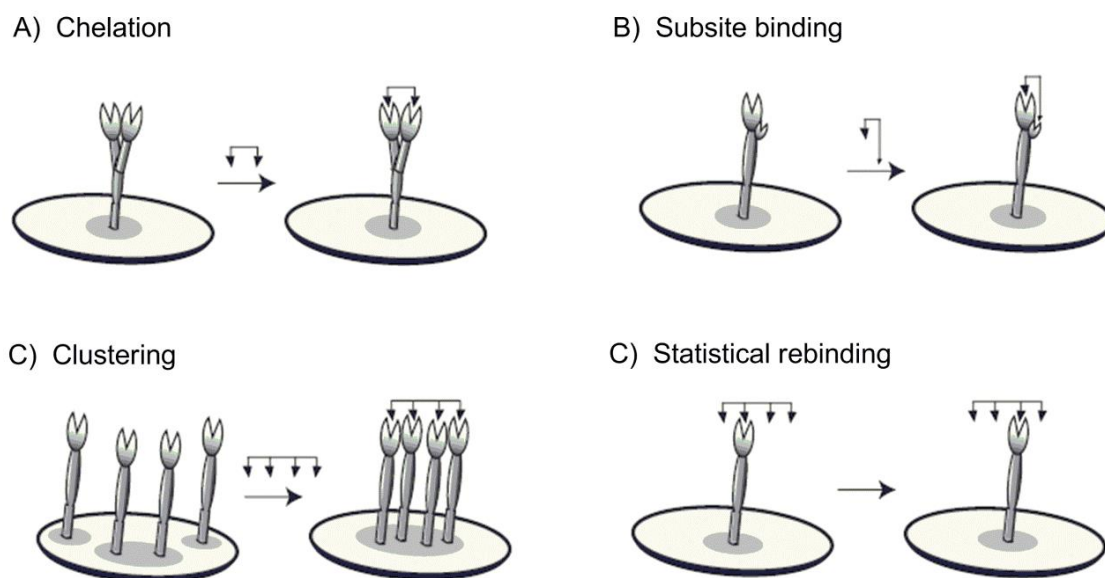 A) Chelation
B) Subsite binding
C) Clustering
C) Statistical rebinding